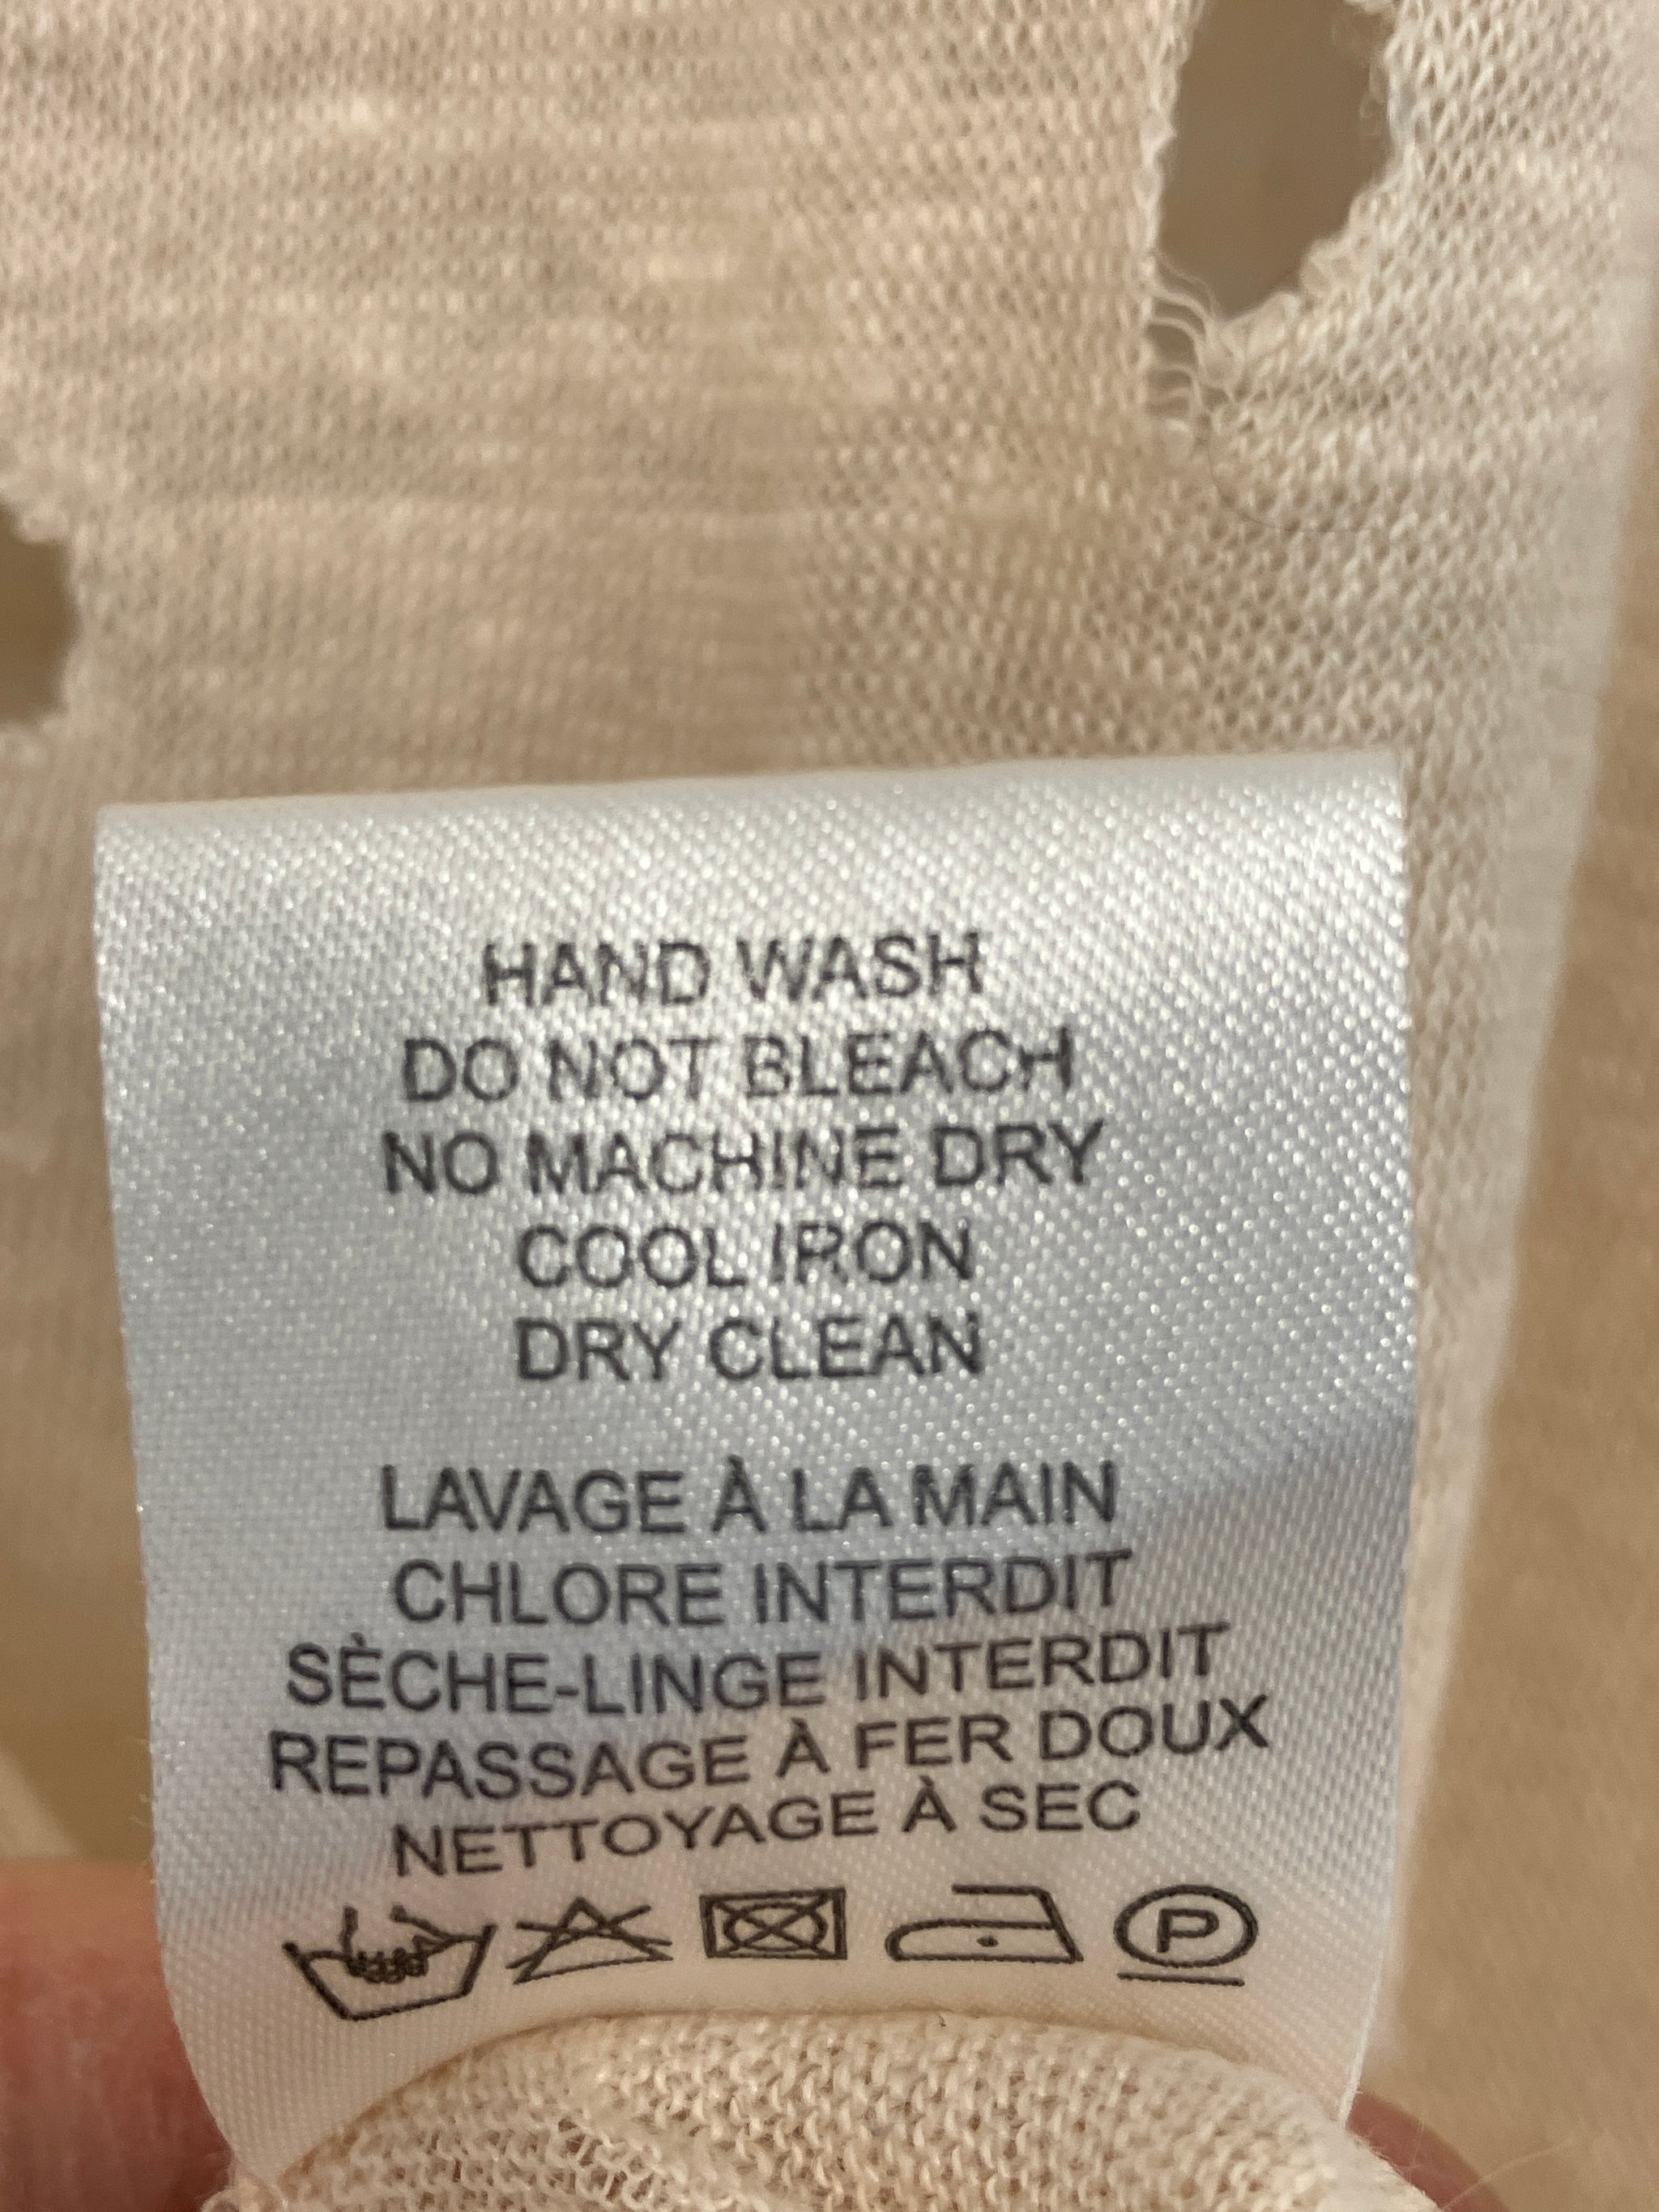 HAND WASH
DO NOT BLEACH
NO MACHINE DRY
COOL IRON
DRY CLEAN
LAVAGE À LA MAIN
CHLORE INTERDIT
SÈCHE-LINGE INTERDIT
REPASSAGE À FER DOUX
NETTOYAGE À SEC
P